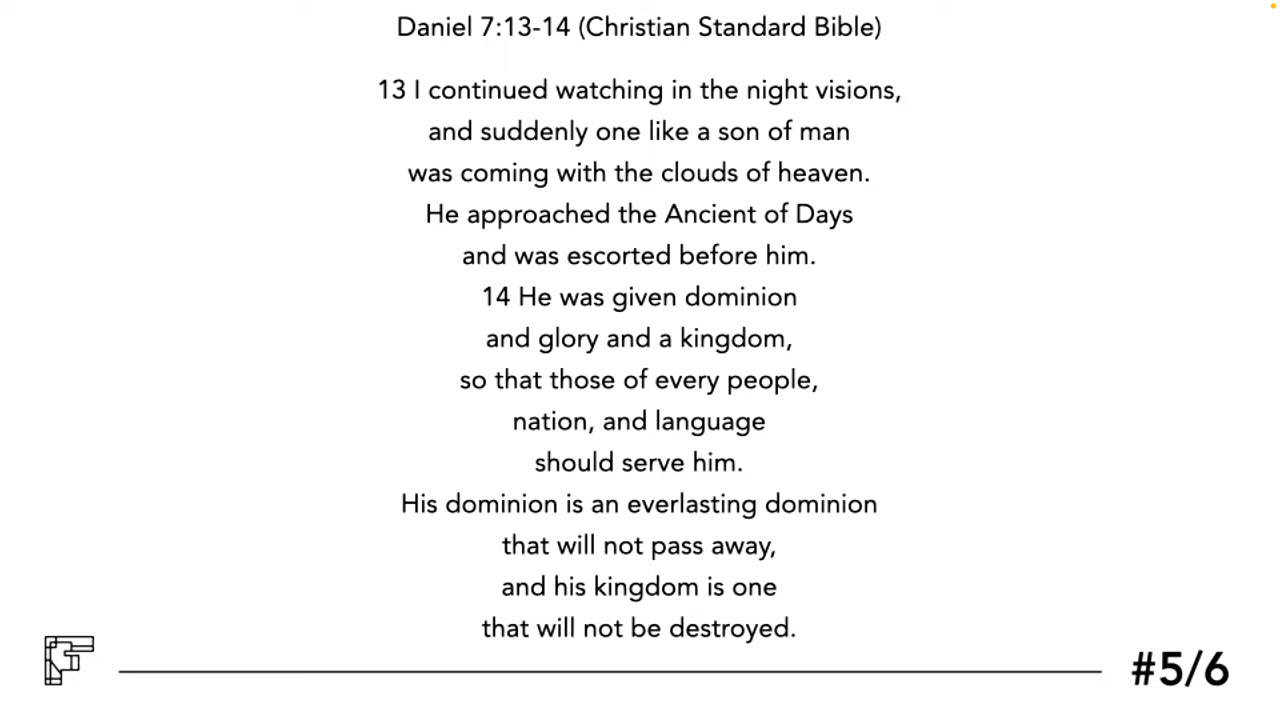 Daniel 7:13-14 (Christian Standard Bible)
13 I continued watching in the night visions,
and suddenly one like a son of man
was coming with the clouds of heaven.
He approached the Ancient of Days
and was escorted before him.
14 He was given dominion
and glory and a kingdom,
so that those of every people,
nation, and language
should serve him.
His dominion is an everlasting dominion
that will not pass away,
and his kingdom is one
that will not be destroyed.
#5/6